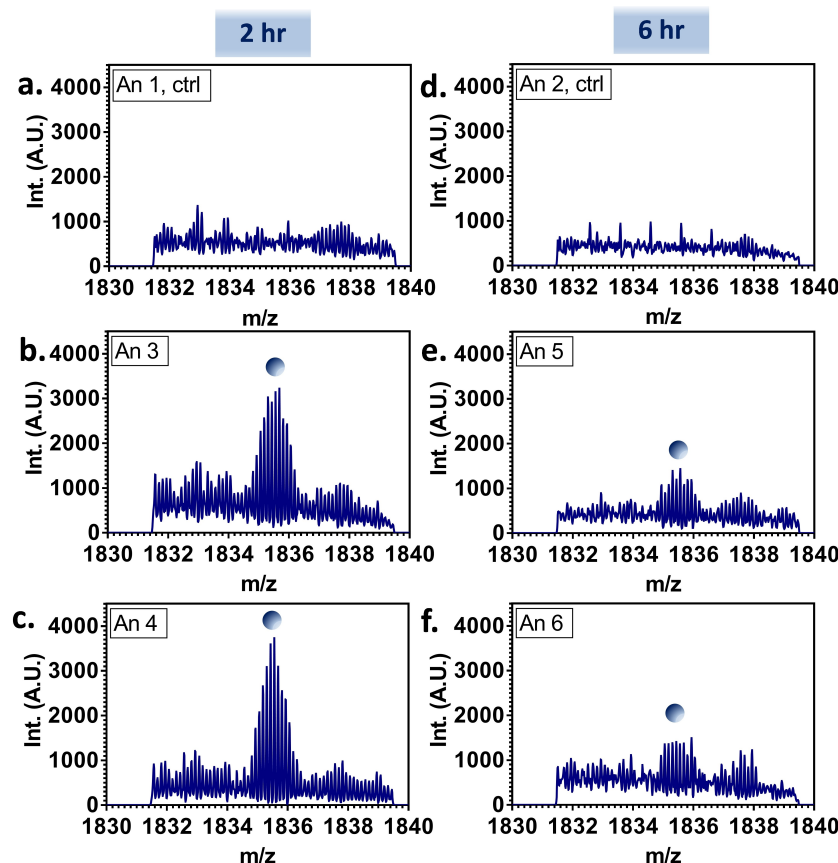 2 hr
6 hr
a.
An 1, ctrl
Int. (A.U.)
4000
3000
2000
1000
0
1830 1832 1834 1836 1838 1840
m/z
d.
An 2, ctrl
Int. (A.U.)
4000
3000
2000
1000
0
1830 1832 1834 1836 1838 1840
m/z
b.
An 3
Int. (A.U.)
4000
3000
2000
1000
0
1830 1832 1834 1836 1838 1840
m/z
e.
An 5
Int. (A.U.)
4000
3000
2000
1000
0
1830 1832 1834 1836 1838 1840
m/z
c.
An 4
Int. (A.U.)
4000
3000
2000
1000
0
1830 1832 1834 1836 1838 1840
m/z
f.
An 6
Int. (A.U.)
4000
3000
2000
1000
0
1830 1832 1834 1836 1838 1840
m/z